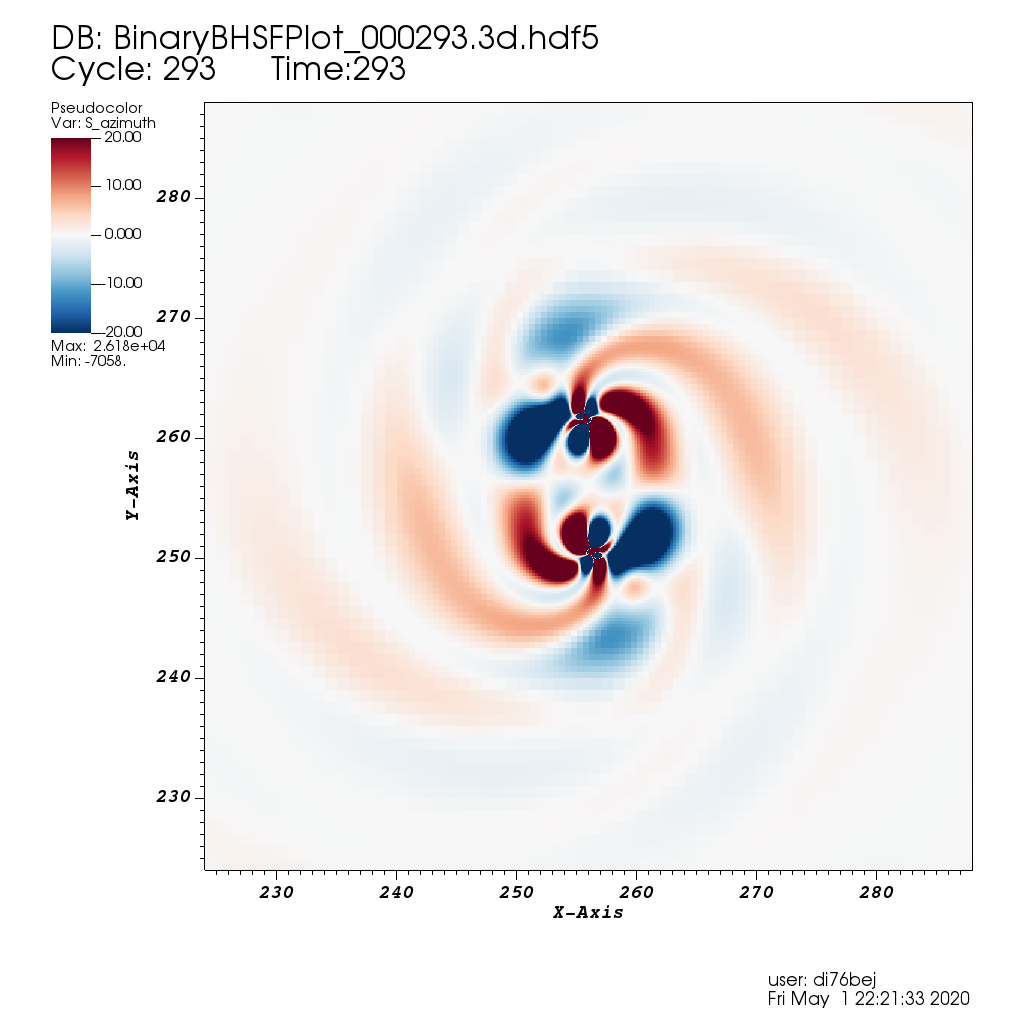 DB: BinaryBHSFPlot_000293.3d.hdf5
Cycle: 293 Time:293
Pseudocolor
Var: S_azimuth
20.00
10.00
0.000
-10.00
-20.00
Max: 2.618e+04
Min: -7058.
280
270
260
250
240
230
Y-Axis
230 240 250 260 270 280
X-Axis
user: di76bej
Fri May 1 22:21:33 2020